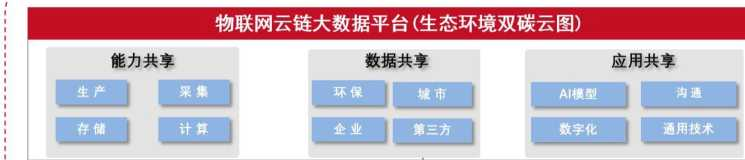 物联网云链大数据平台(生态环境双碳云图)
能力共享
数据共享
应用共享
生产
采集
环保
城市
AI模型
沟通
存储
计算
企业
第三方
数字化
通用技术